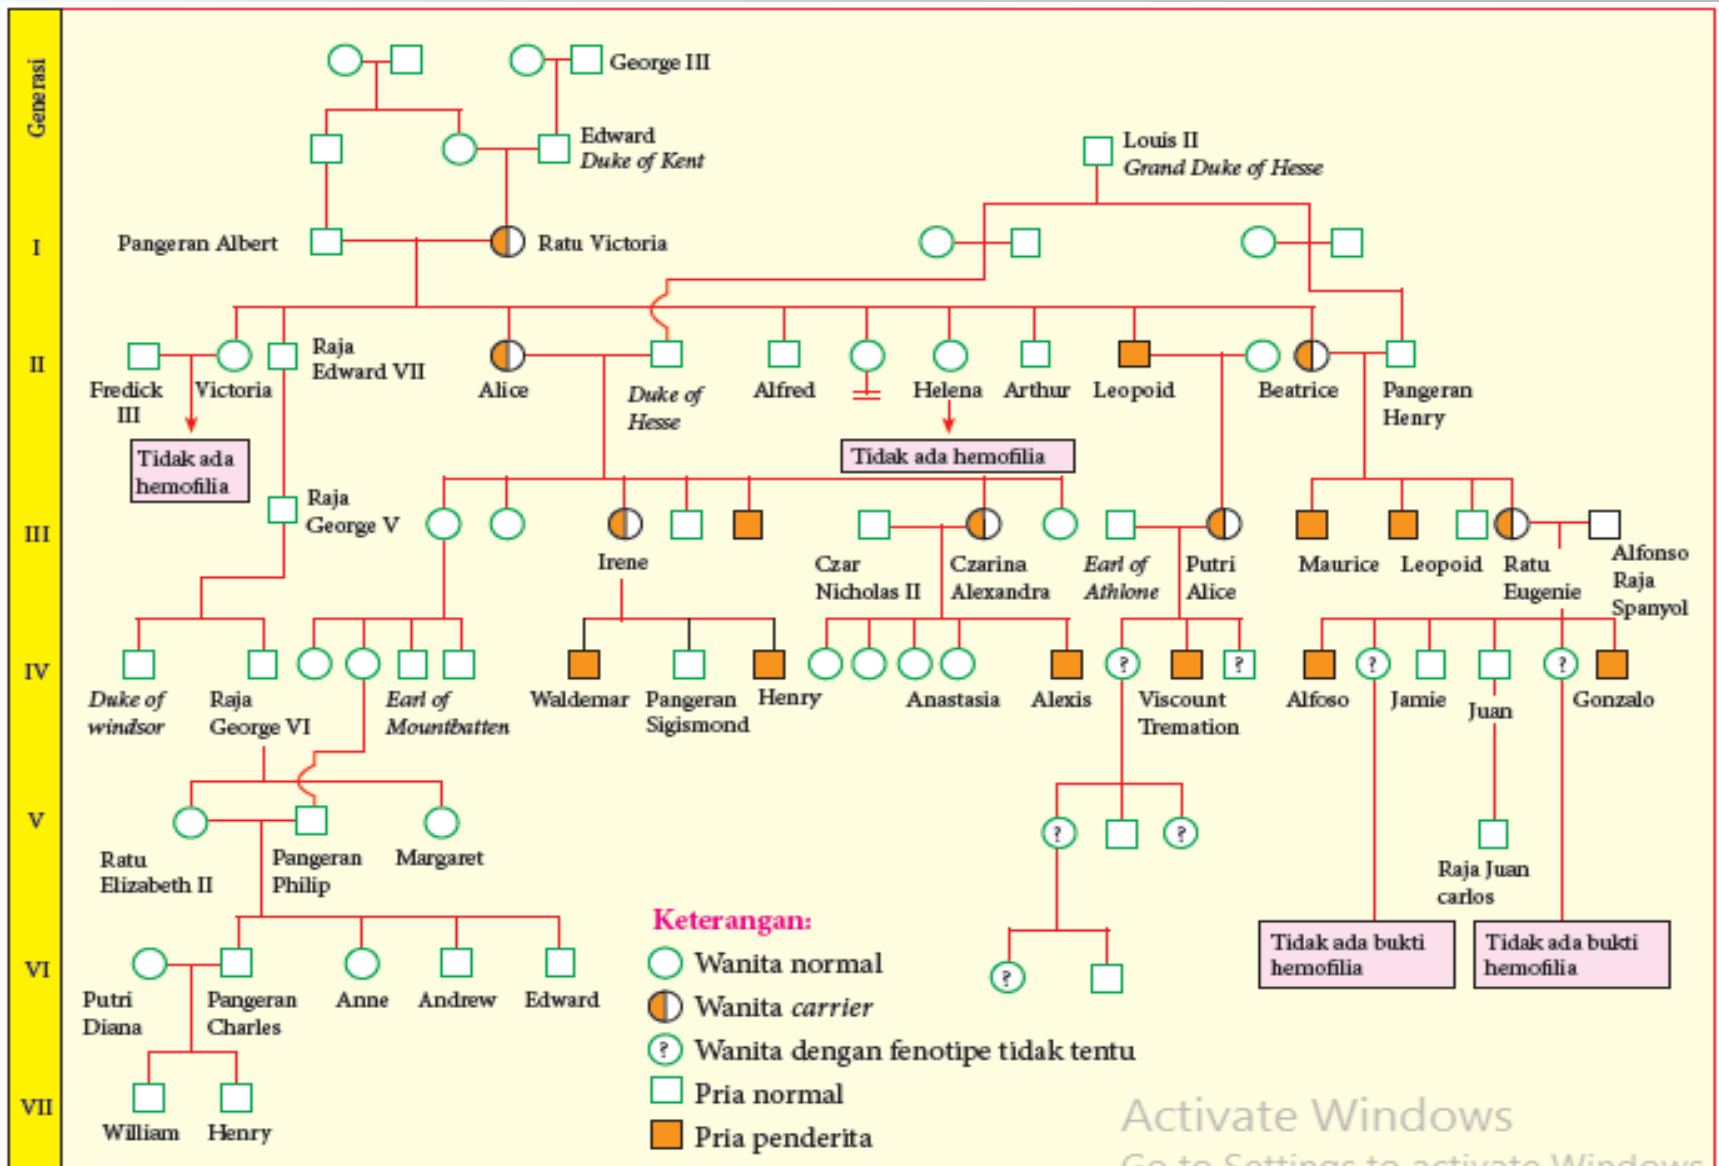 Generasi
George III
Edward
Duke of Kent
Louis II
Grand Duke of Hesse
I
Pangeran Albert
Ratu Victoria
II
Fredick
III
Victoria
Raja
Edward VII
Alice
Duke of
Hesse
Alfred
Helena
Arthur
Leopoid
Beatrice
Pangeran
Henry
Tidak ada
hemofilia
Tidak ada hemofilia
III
Raja
George V
Irene
Czar
Nicholas II
Czarina
Alexandra
Earl of
Athlone
Putri
Alice
Maurice
Leopoid
Ratu
Eugenie
Alfonso
Raja
Spanyol
IV
Duke of
windsor
Raja
George VI
Earl of
Mountbatten
Waldemar
Pangeran
Sigismond
Henry
Anastasia
Alexis
?
Viscount
Tremation
?
Alfoso
?
Jamie
Juan
?
Gonzalo
V
Ratu
Elizabeth II
Pangeran
Philip
Margaret
?
?
Raja Juan
carlos
Tidak ada bukti
hemofilia
Tidak ada bukti
hemofilia
VI
Putri
Diana
Pangeran
Charles
Anne
Andrew
Edward
?
VII
William
Henry
Keterangan:
Wanita normal
Wanita carrier
? Wanita dengan fenotipe tidak tentu
Pria normal
Pria penderita
Activate Windows
Go to Settings to activate Windows